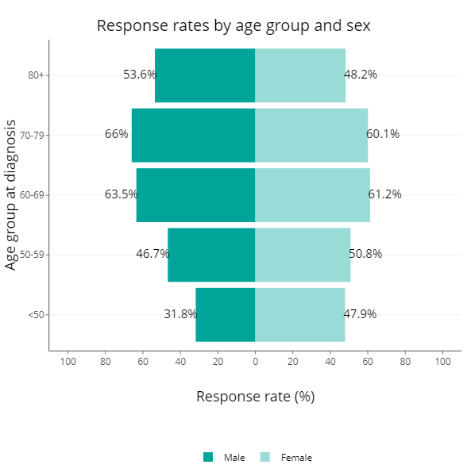 Response rates by age group and sex
Age group at diagnosis
80+ 53.6% 48.2%
70-79 66% 60.1%
60-69 63.5% 61.2%
50-59 46.7% 50.8%
<50 31.8% 47.9%
100 80 60 40 20 0 20 40 60 80 100
Response rate (%)
Male Female